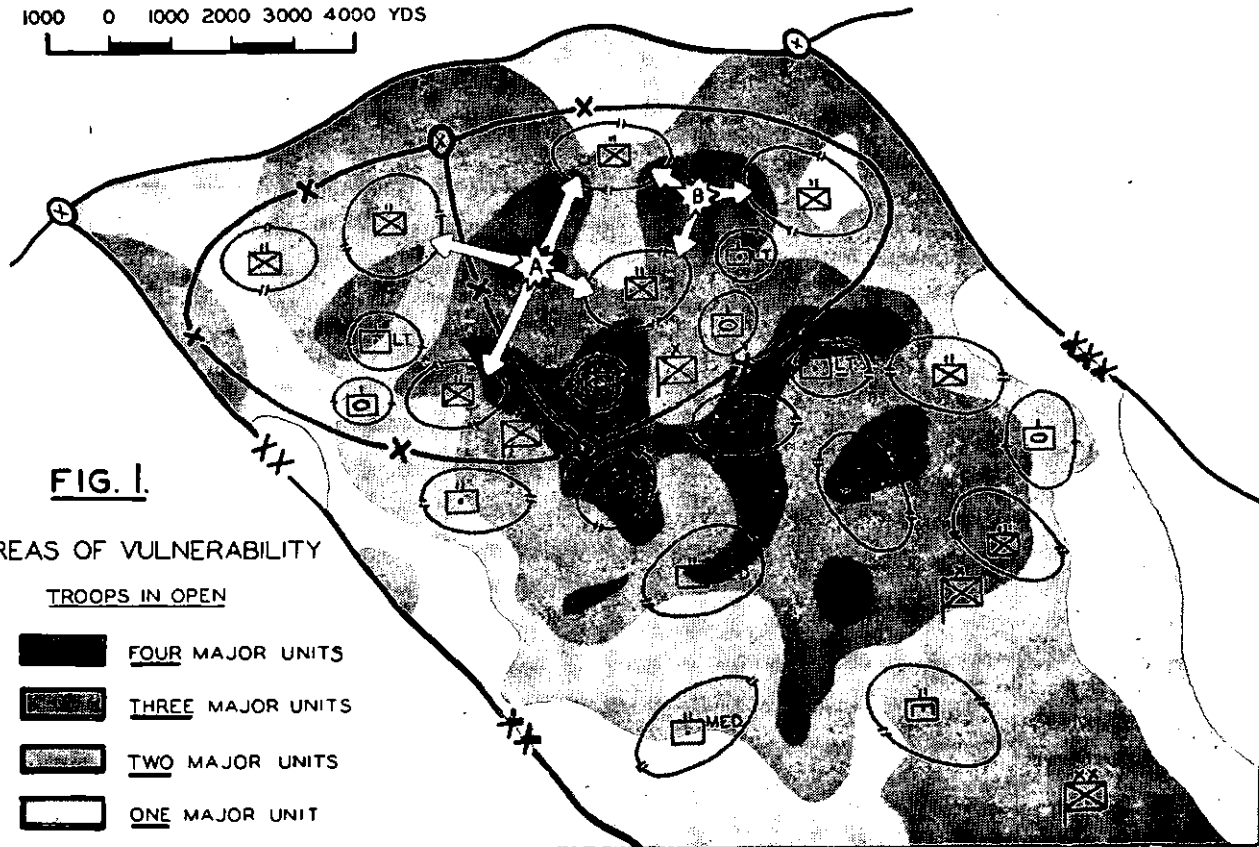 1000 0 1000 2000 3000 4000 YDS
B
LT.
A
LT.
LT.
FIG. 1.
REAS OF VULNERABILITY
TROOPS IN OPEN
FOUR MAJOR UNITS
THREE MAJOR UNITS
TWO MAJOR UNITS
MED.
ONE MAJOR UNIT